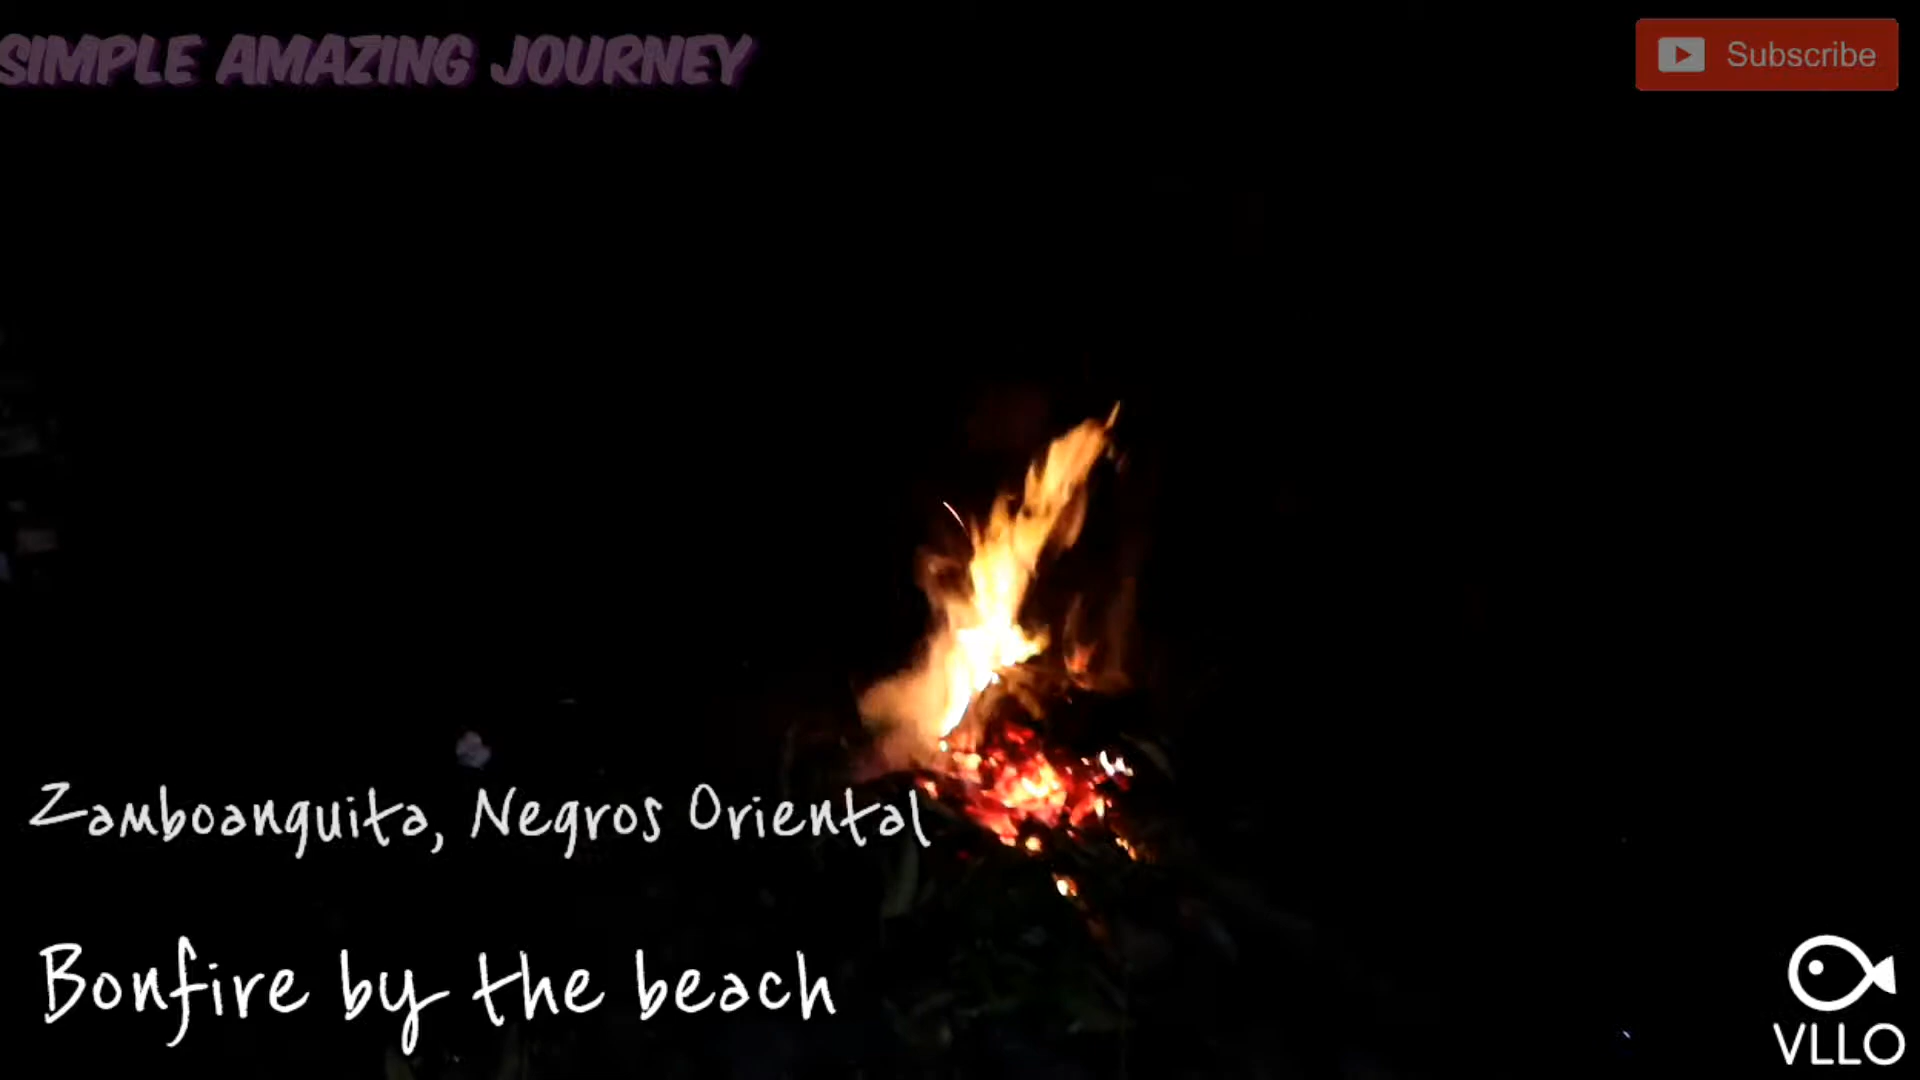 SIMPLE AMAZING JOURNEY
Subscribe
Zamboanguita, Negros Oriental
Bonfire by the beach
VLLO